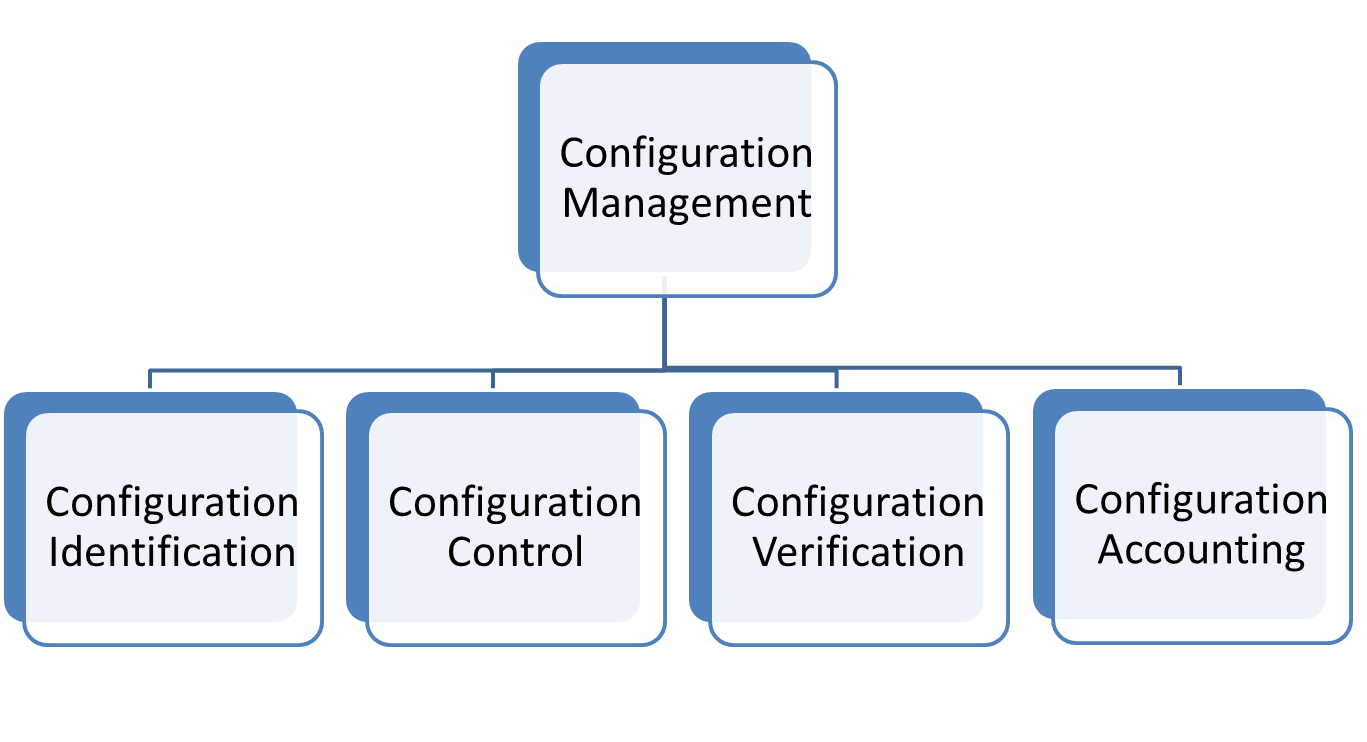 Configuration
Management
Configuration
Identification
Configuration
Control
Configuration
Verification
Configuration
Accounting